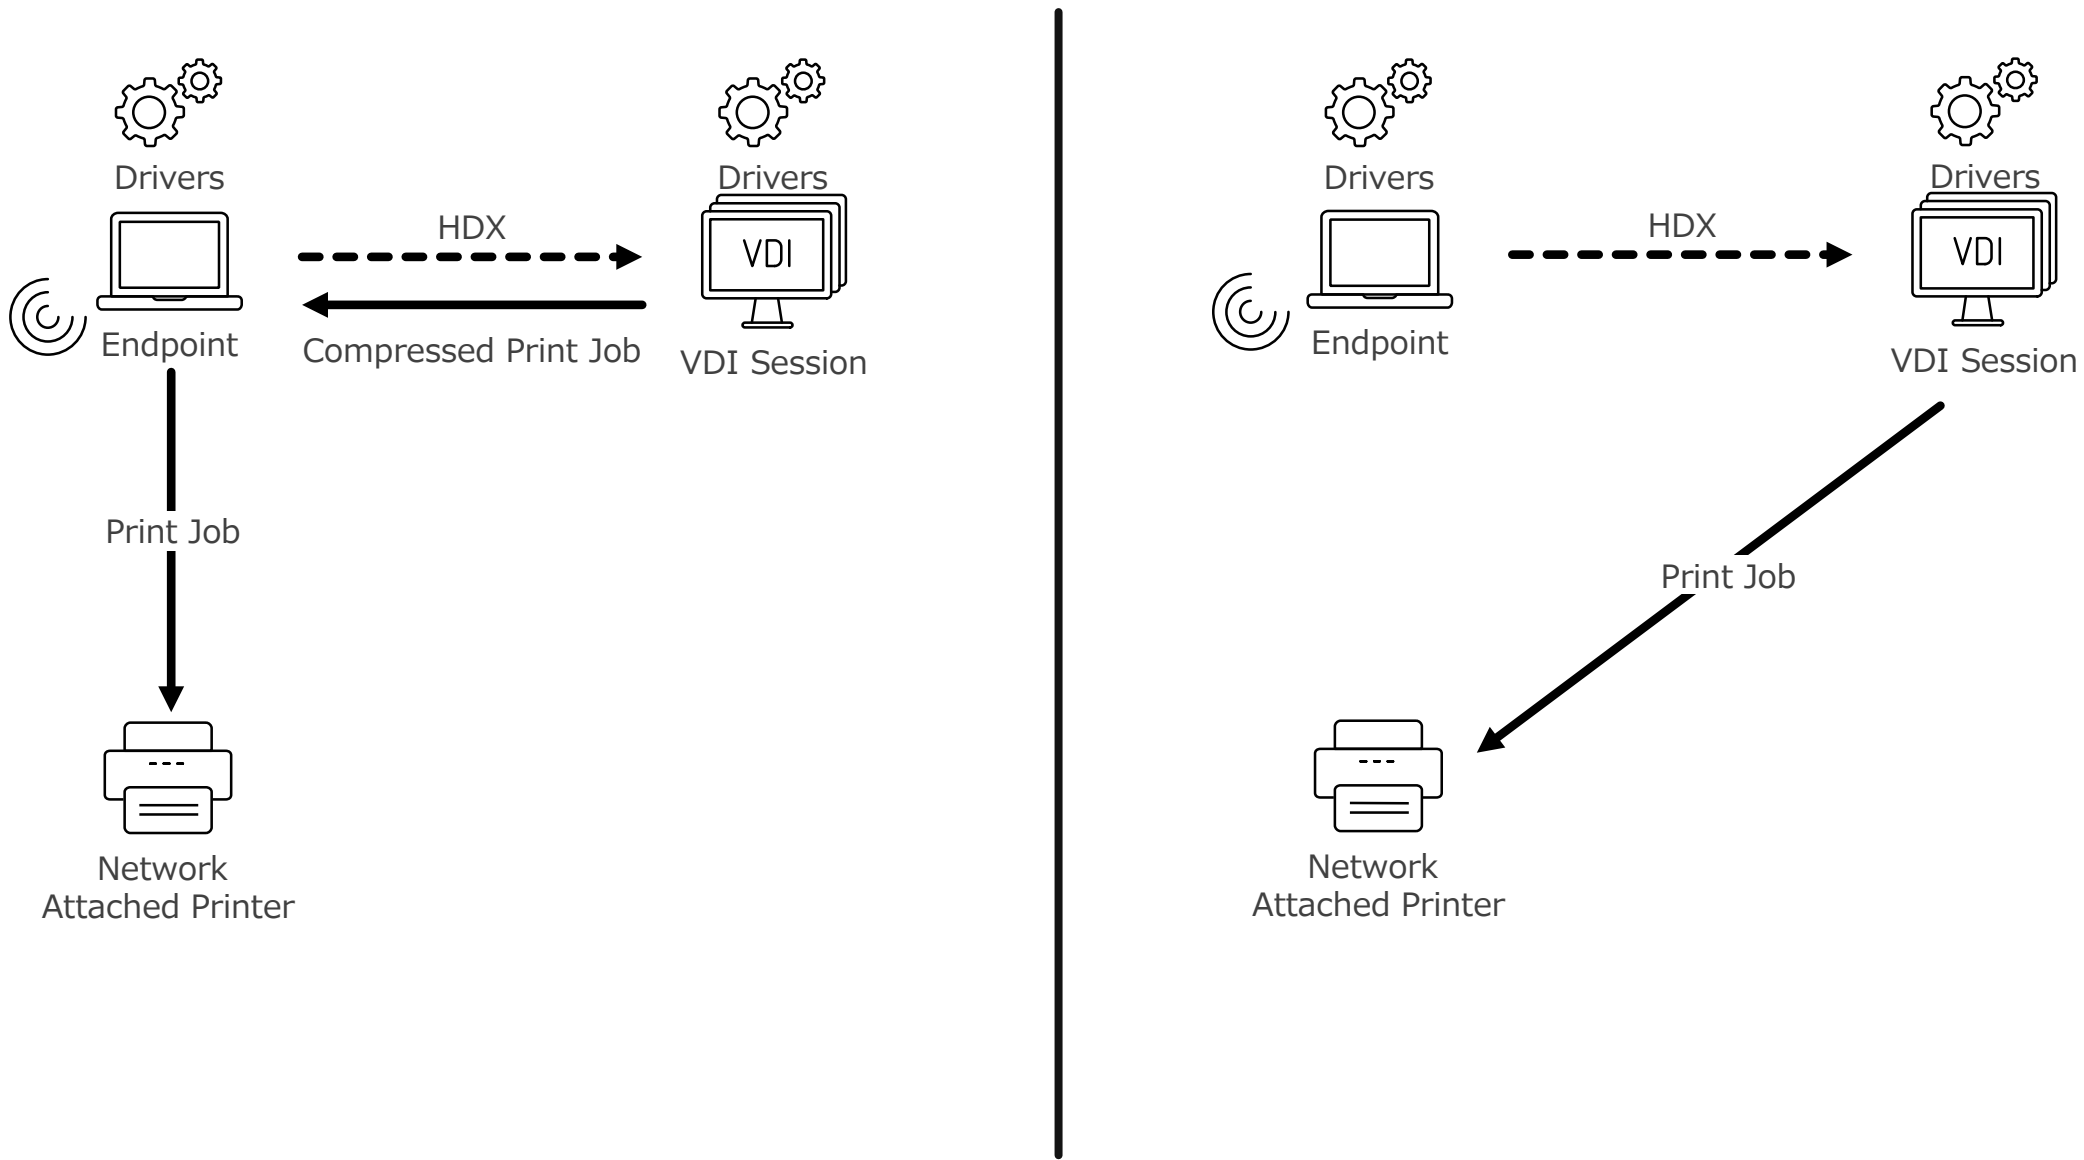 Drivers
Drivers
HDX
VDI
Endpoint
Compressed Print Job
VDI Session
Print Job
Network
Attached Printer
Drivers
Drivers
HDX
VDI
Endpoint
VDI Session
Print Job
Network
Attached Printer